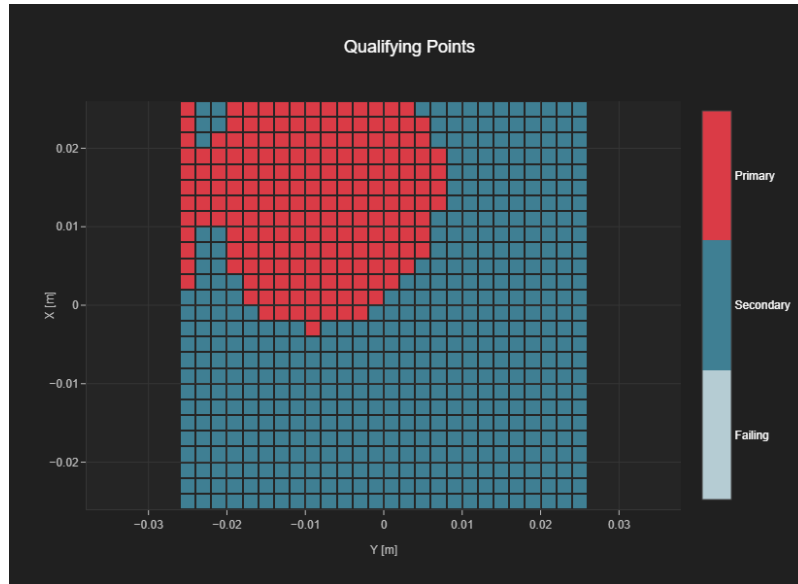 Qualifying Points
0.02
0.01
0
−0.01
−0.02
X [m]
−0.03
−0.02
−0.01
0
0.01
0.02
0.03
Y [m]
Primary
Secondary
Failing